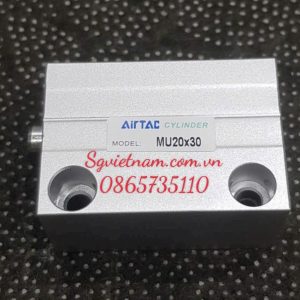 AirTAC CYLINDER
MODEL: MU20x30
Sgvietnam.com.vn
0865735110